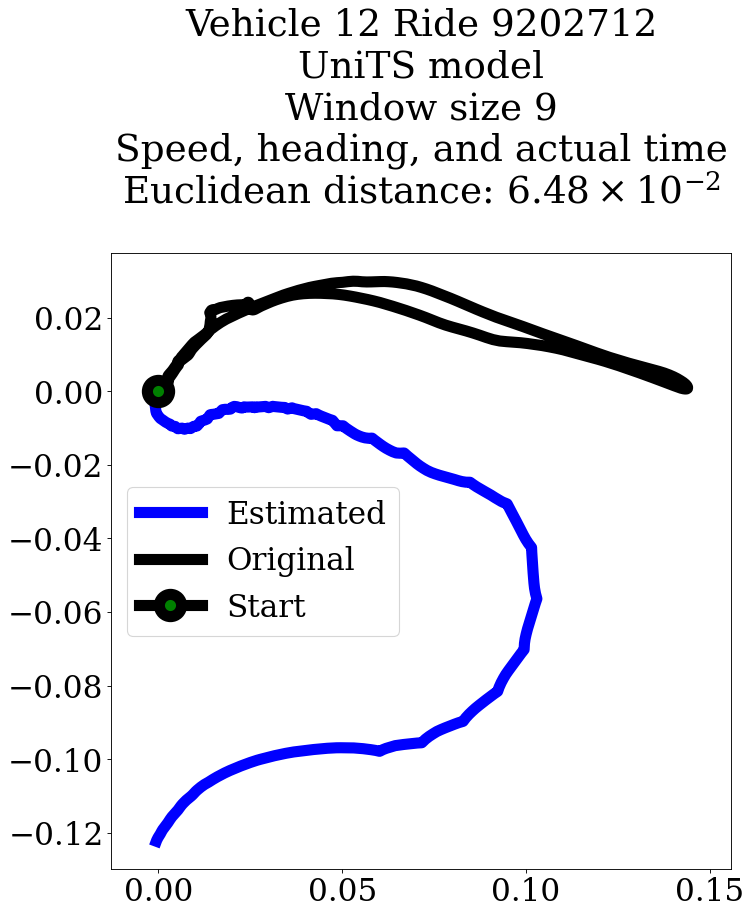 Vehicle 12 Ride 9202712
UniTS model
Window size 9
Speed, heading, and actual time
Euclidean distance: 6.48 × 10⁻²
0.02
0.00
−0.02
−0.04
−0.06
−0.08
−0.10
−0.12
Estimated
Original
Start
0.00 0.05 0.10 0.15